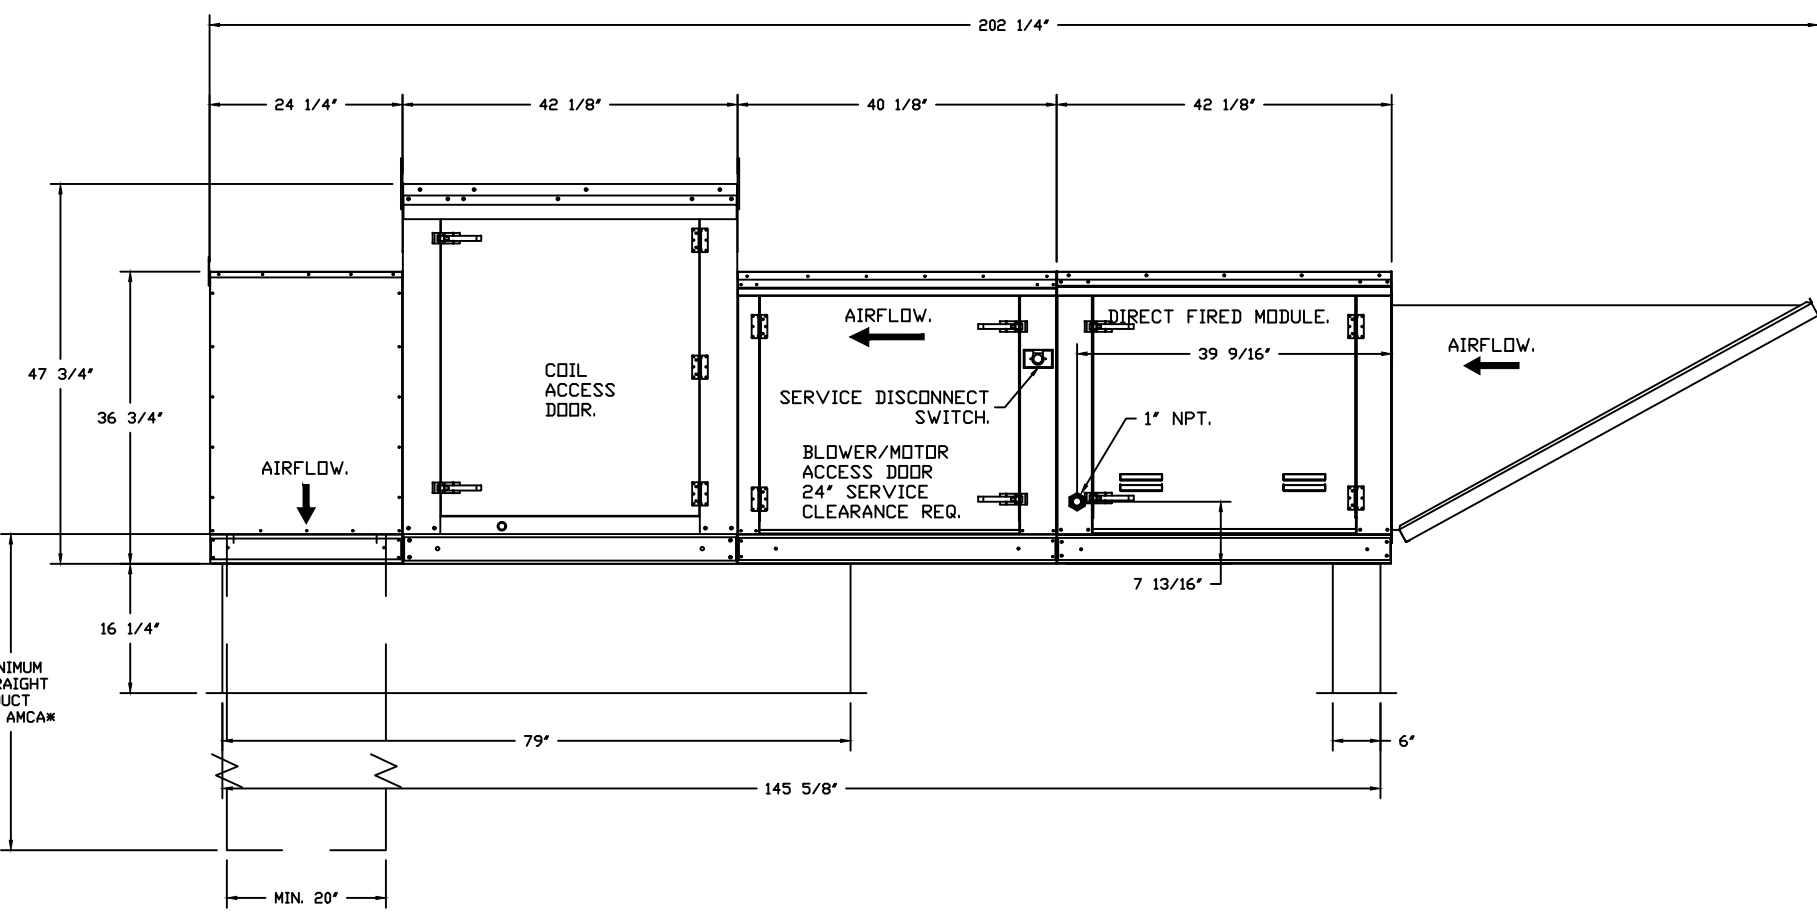 202 1/4"
24 1/4"
42 1/8"
40 1/8"
42 1/8"
47 3/4"
36 3/4"
16 1/4"
AIRFLOW.
COIL
ACCESS
DOOR.
AIRFLOW.
SERVICE DISCONNECT
SWITCH.
BLOWER/MOTOR
ACCESS DOOR
24" SERVICE
CLEARANCE REQ.
DIRECT FIRED MODULE.
39 9/16"
1" NPT.
7 13/16"
AIRFLOW.
NIMUM
RAIGHT
UCT
AMCA*
79"
6"
145 5/8"
MIN. 20"